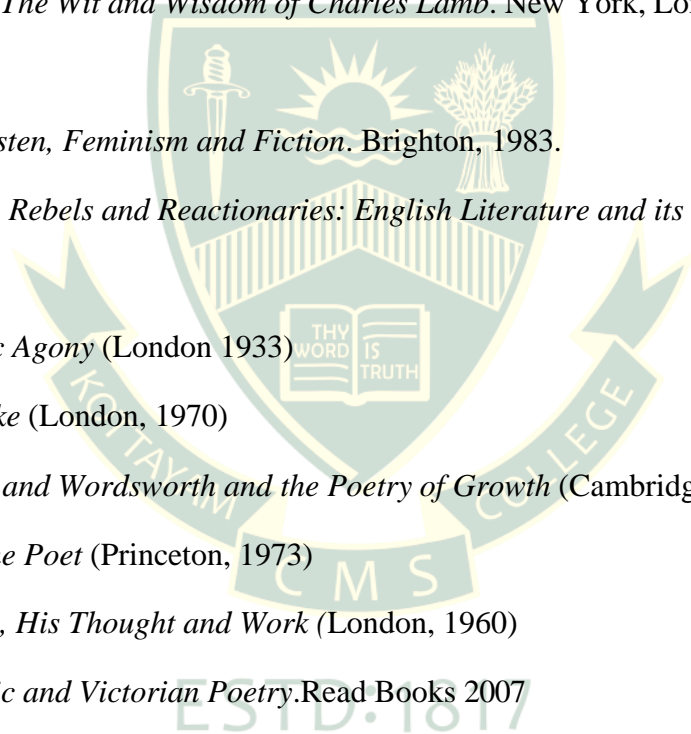 The Wit and Wisdom of Charles Lamb. New York, Lon
sten, Feminism and Fiction. Brighton, 1983.
Rebels and Reactionaries: English Literature and its
c Agony (London 1933)
THY
WORD IS
TRUTH
ke (London, 1970)
and Wordsworth and the Poetry of Growth (Cambridg
KOTTAYAM COLLEGE
ne Poet (Princeton, 1973)
CMS
, His Thought and Work (London, 1960)
ic and Victorian Poetry.Read Books 2007
ESTD:1817